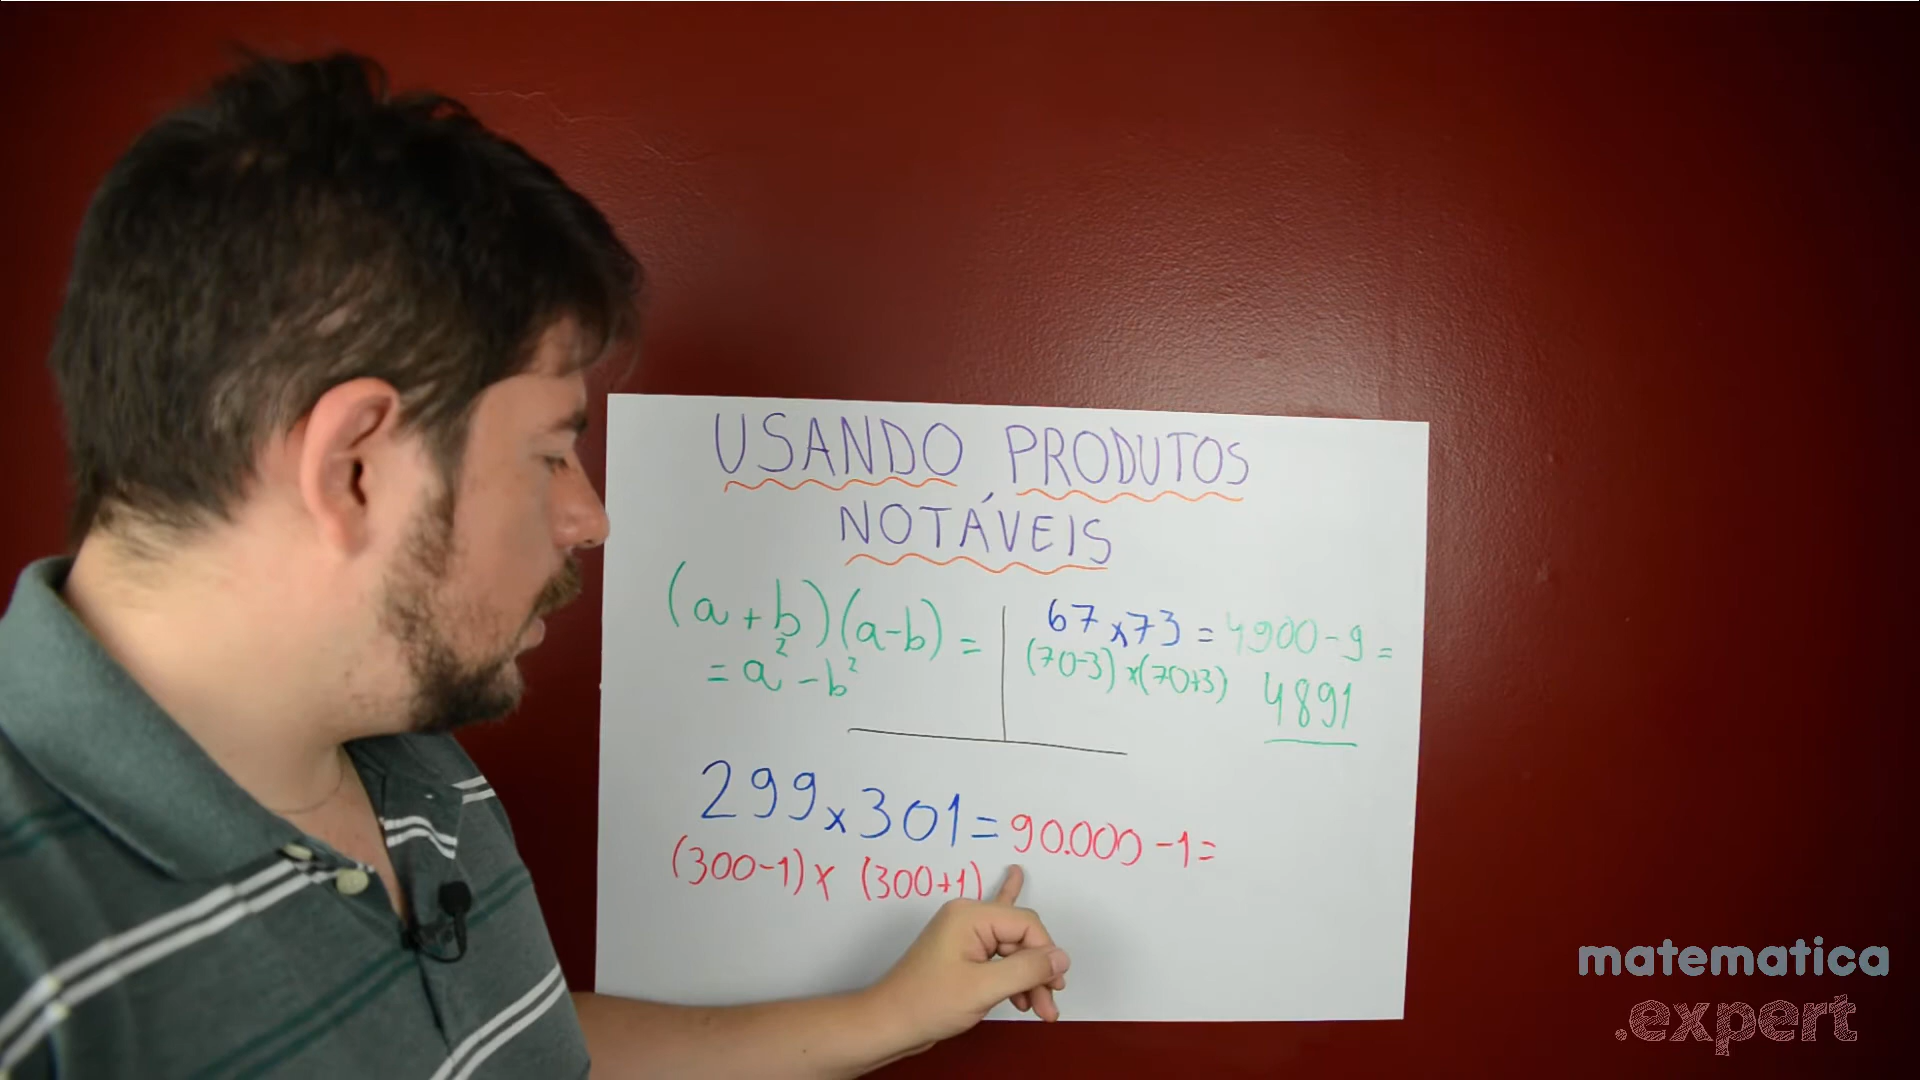 USANDO PRODUTOS
NOTÁVEIS
(a + b)(a-b) =
= a² - b²
67 x 73 = 4900 - 9 =
(70-3) x (70+3)
4891
299 x 301 = 90.000 - 1 =
(300-1) x (300+1)
matematica
.expert